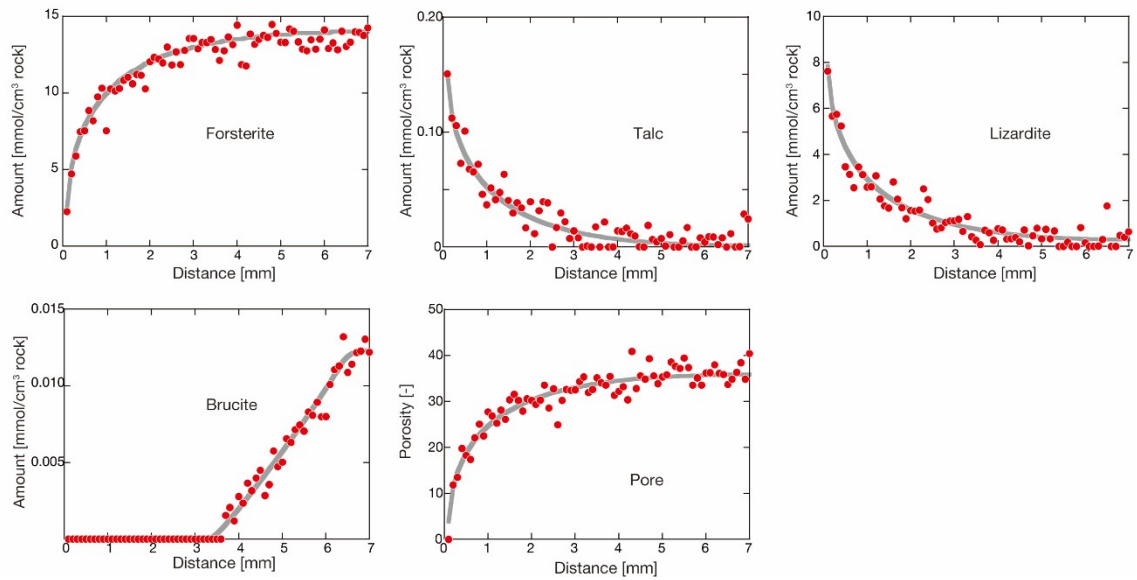 15
10
5
0
Amount [mmol/cm³ rock]
Forsterite
0 1 2 3 4 5 6 7
Distance [mm]
0.20
0.10
0
Amount [mmol/cm³ rock]
Talc
0 1 2 3 4 5 6 7
Distance [mm]
10
8
6
4
2
0
Amount [mmol/cm³ rock]
Lizardite
0 1 2 3 4 5 6 7
Distance [mm]
0.015
0.010
0.005
0
Amount [mmol/cm³ rock]
Brucite
0 1 2 3 4 5 6 7
Distance [mm]
50
40
30
20
10
0
Porosity [-]
Pore
0 1 2 3 4 5 6 7
Distance [mm]